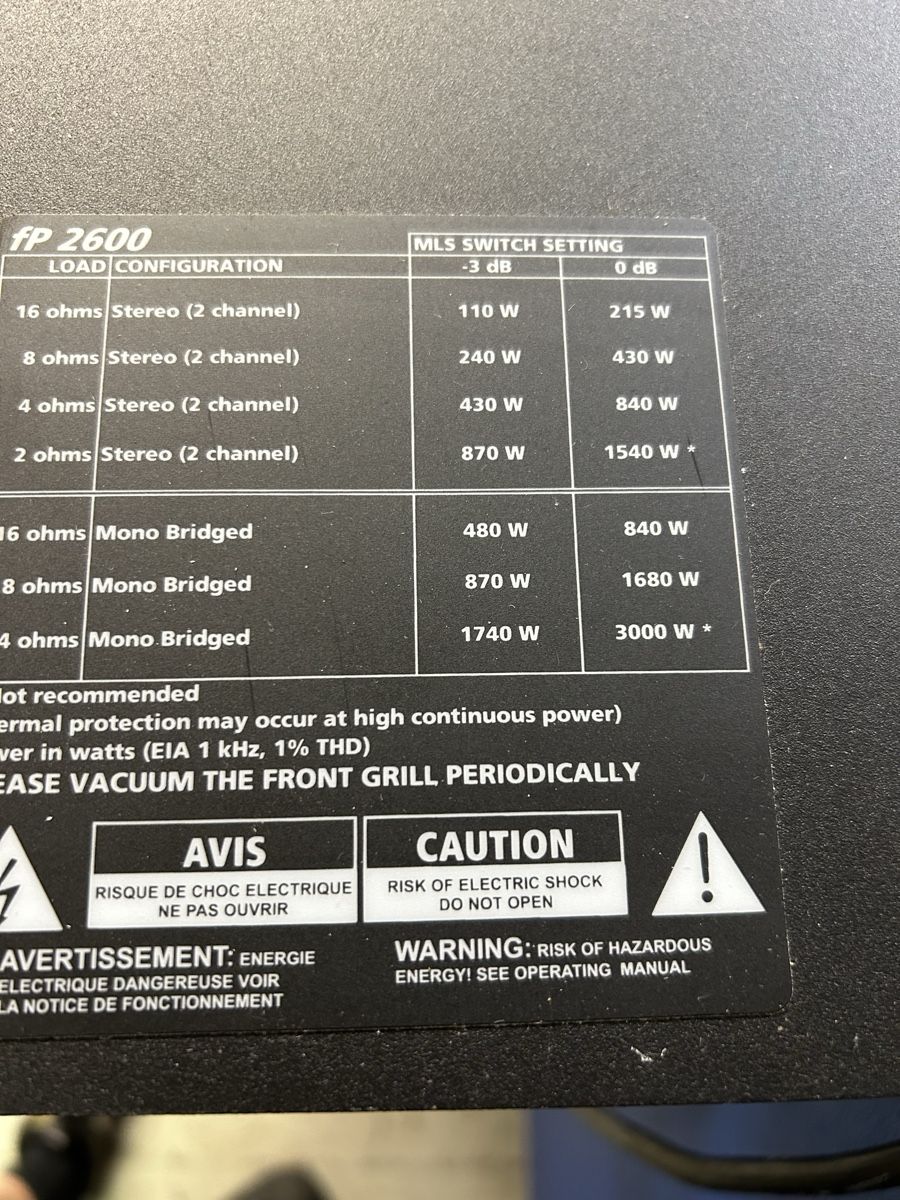 fP 2600
MLS SWITCH SETTING
LOAD CONFIGURATION -3 dB 0 dB
16 ohms Stereo (2 channel) 110 W 215 W
8 ohms Stereo (2 channel) 240 W 430 W
4 ohms Stereo (2 channel) 430 W 840 W
2 ohms Stereo (2 channel) 870 W 1540 W *
16 ohms Mono Bridged 480 W 840 W
8 ohms Mono Bridged 870 W 1680 W
4 ohms Mono Bridged 1740 W 3000 W *
ot recommended
ermal protection may occur at high continuous power)
wer in watts (EIA 1 kHz, 1% THD)
EASE VACUUM THE FRONT GRILL PERIODICALLY
AVIS
RISQUE DE CHOC ELECTRIQUE
NE PAS OUVRIR
CAUTION
RISK OF ELECTRIC SHOCK
DO NOT OPEN
!
AVERTISSEMENT: ENERGIE
ELECTRIQUE DANGEREUSE VOIR
LA NOTICE DE FONCTIONNEMENT
WARNING: RISK OF HAZARDOUS
ENERGY! SEE OPERATING MANUAL